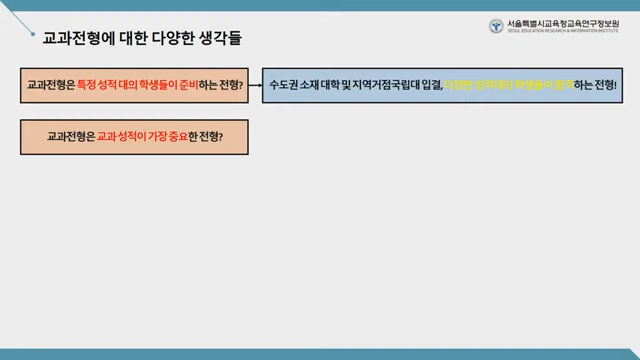 교과전형에 대한 다양한 생각들
서울특별시교육청교육연구정보원
SEOUL EDUCATION RESEARCH & INFORMATION INSTITUTE
교과전형은 특정 성적 대의 학생들이 준비하는 전형?
수도권 소재 대학 및 지역거점국립대 입결, 다양한 성적대의 학생들이 합격하는 전형!
교과전형은 교과 성적이 가장 중요한 전형?